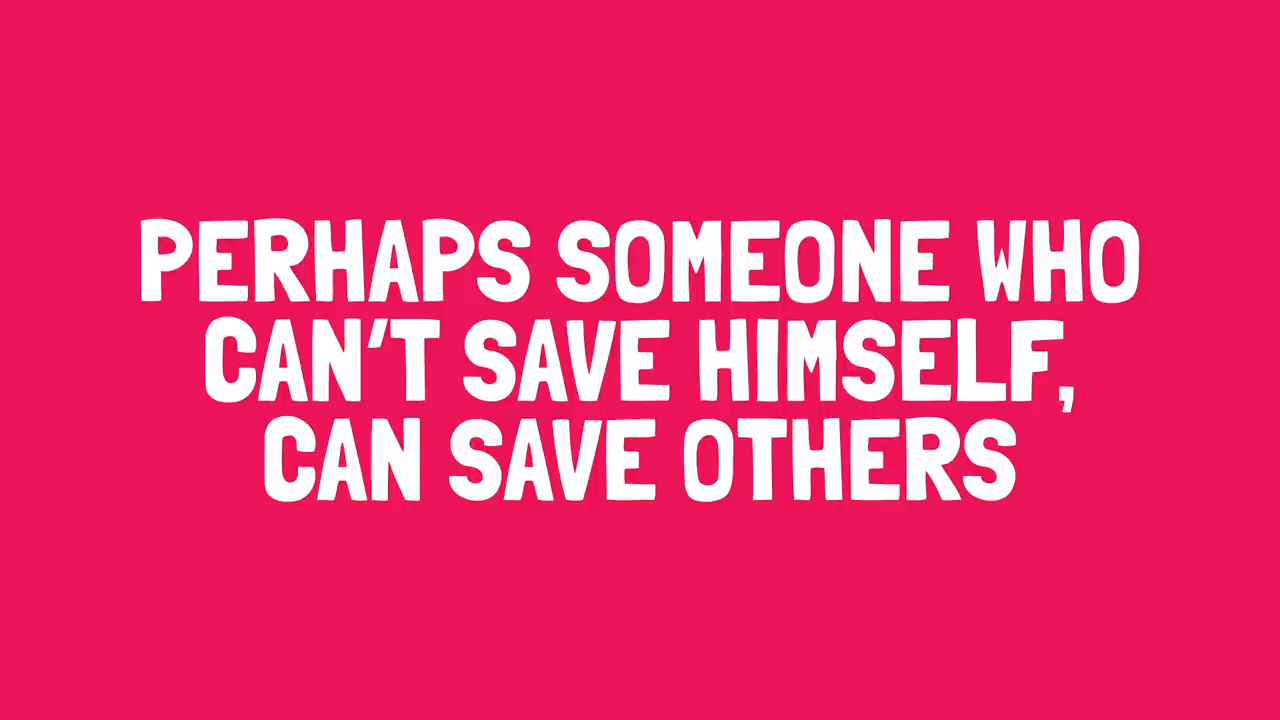 PERHAPS SOMEONE WHO
CAN'T SAVE HIMSELF,
CAN SAVE OTHERS